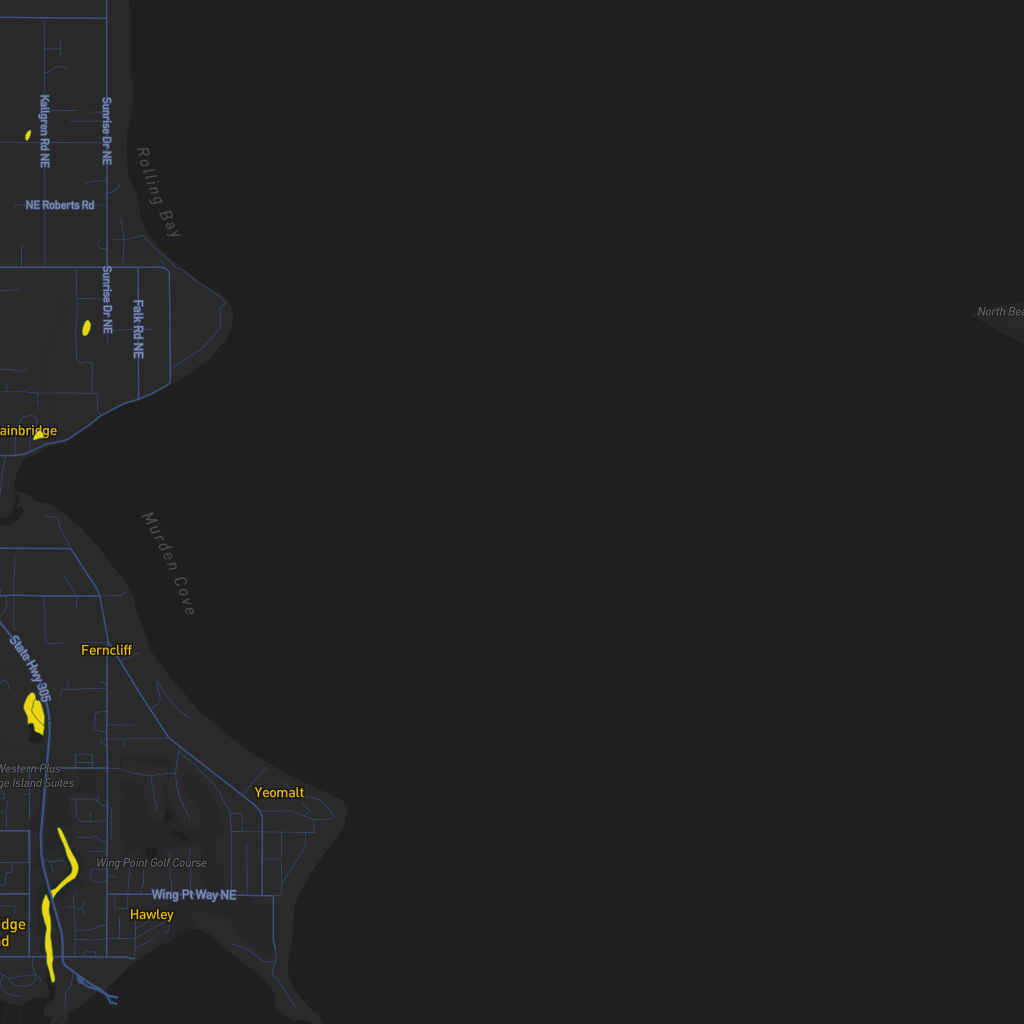 Kallgren Rd NE
Sunrise Dr NE
Rolling Bay
NE Roberts Rd
Sunrise Dr NE
Falk Rd NE
North Bea
ainbridge
Murden Cove
State Hwy 305
Ferncliff
Western Plus
ge Island Suites
Yeomalt
Wing Point Golf Course
Wing Pt Way NE
Hawley
idge
nd